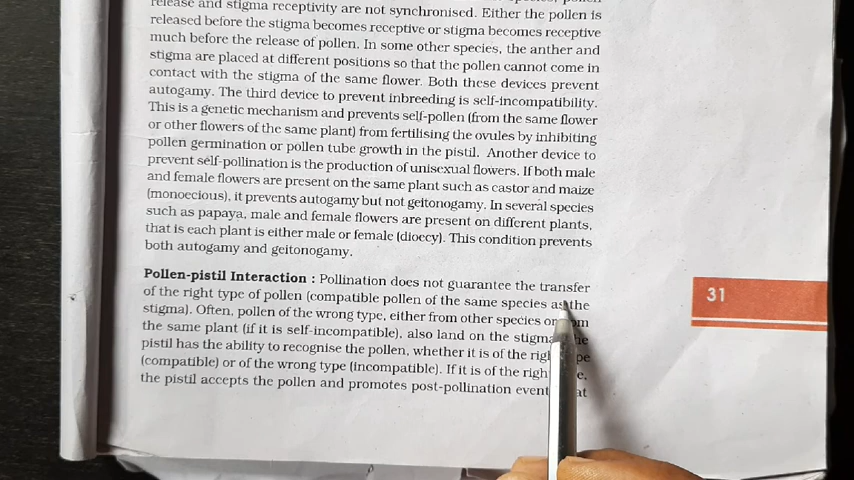 release and stigma receptivity are not synchronised. Either the pollen is
released before the stigma becomes receptive or stigma becomes receptive
much before the release of pollen. In some other species, the anther and
stigma are placed at different positions so that the pollen cannot come in
contact with the stigma of the same flower. Both these devices prevent
autogamy. The third device to prevent inbreeding is self-incompatibility.
This is a genetic mechanism and prevents self-pollen (from the same flower
or other flowers of the same plant) from fertilising the ovules by inhibiting
pollen germination or pollen tube growth in the pistil. Another device to
prevent self-pollination is the production of unisexual flowers. If both male
and female flowers are present on the same plant such as castor and maize
(monoecious), it prevents autogamy but not geitonogamy. In several species
such as papaya, male and female flowers are present on different plants,
that is each plant is either male or female (dioecy). This condition prevents
both autogamy and geitonogamy.
Pollen-pistil Interaction : Pollination does not guarantee the transfer
of the right type of pollen (compatible pollen of the same species as the
stigma). Often, pollen of the wrong type, either from other species or
the same plant (if it is self-incompatible), also land on the stigma.
pistil has the ability to recognise the pollen, whether it is of the
(compatible) or of the wrong type (incompatible). If it is of the
the pistil accepts the pollen and promotes post-pollination
31